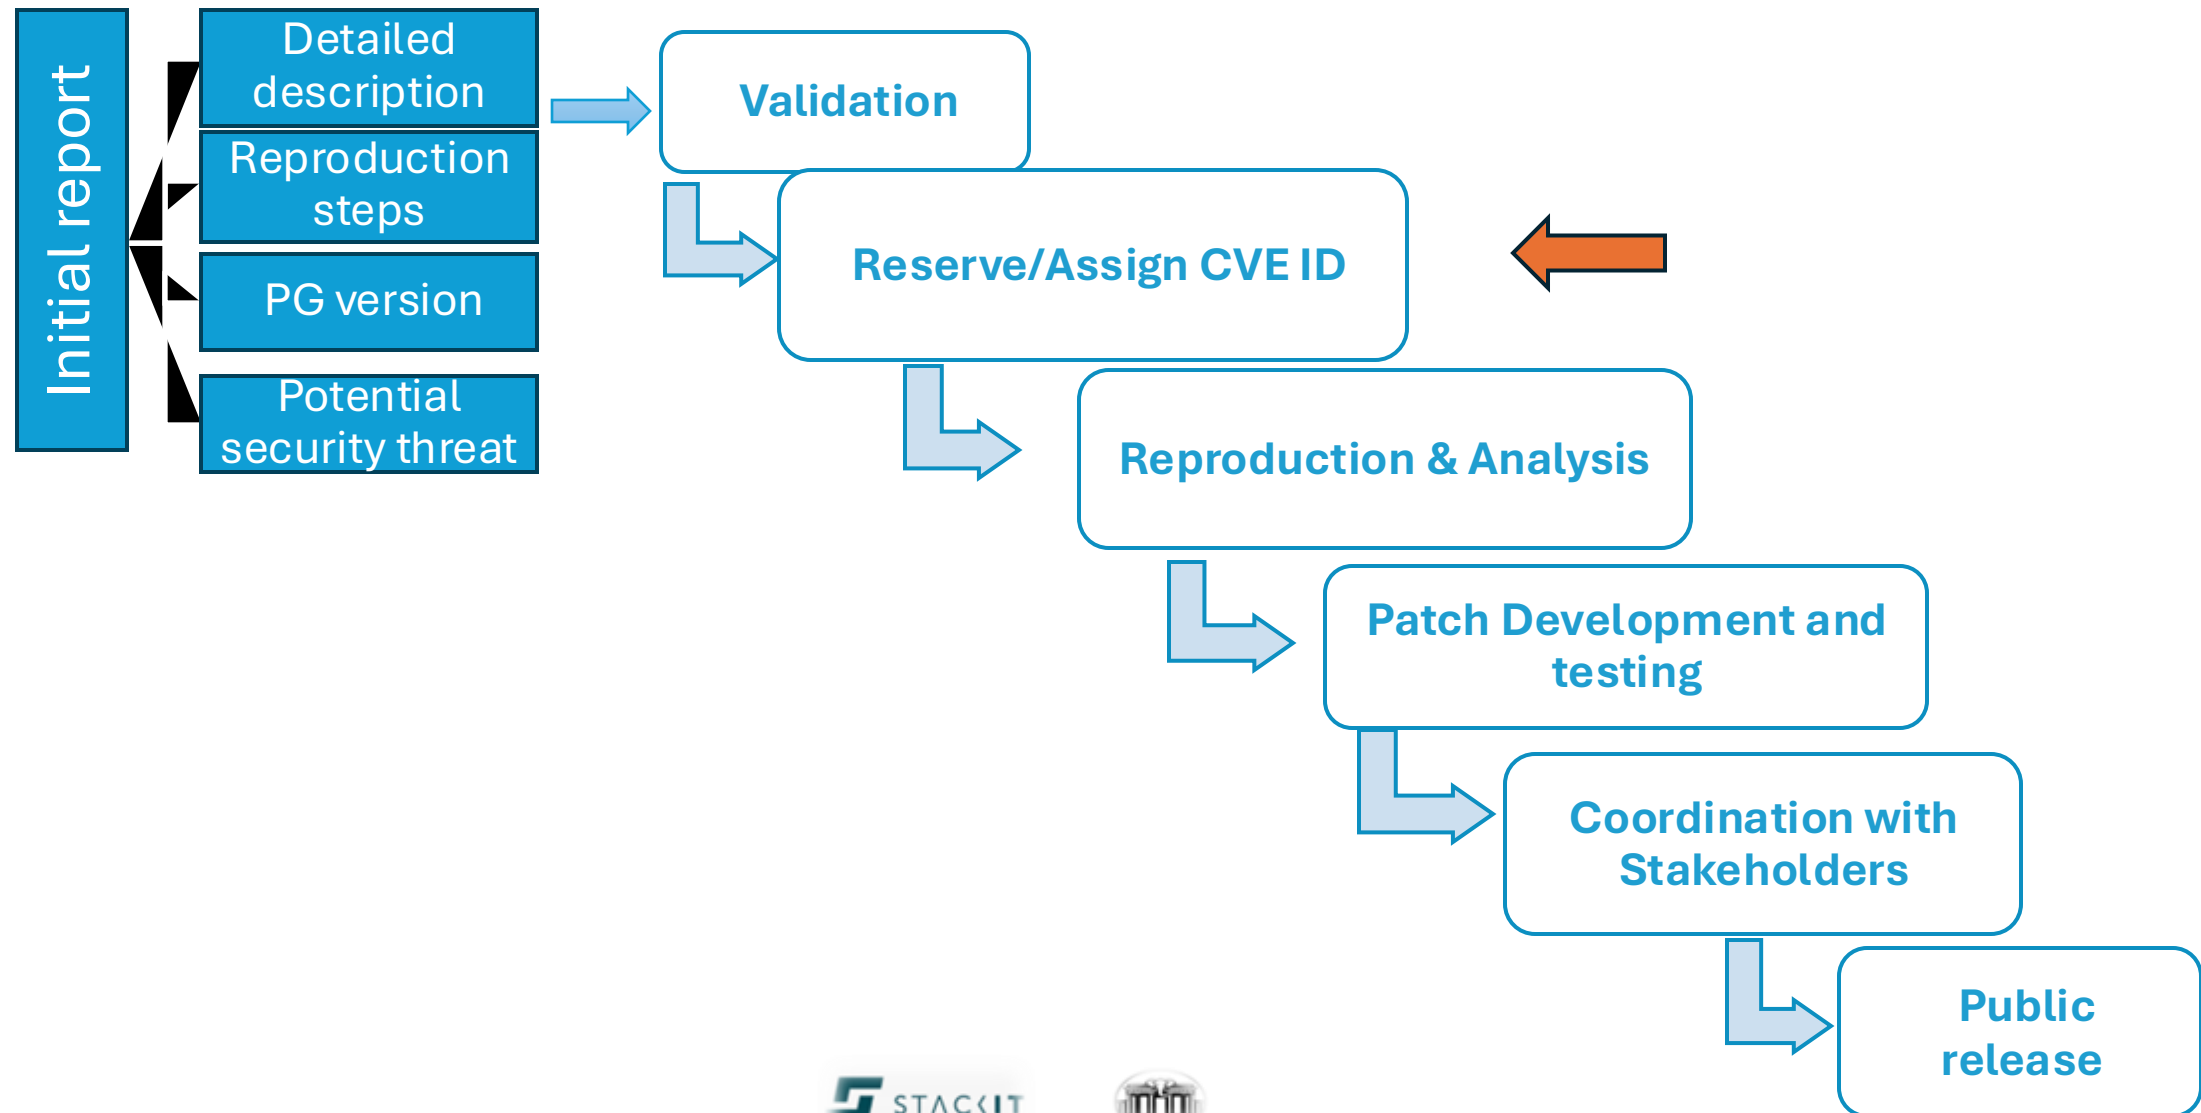 Initial report
Detailed
description
Reproduction
steps
PG version
Potential
security threat
Validation
Reserve/Assign CVE ID
Reproduction & Analysis
Patch Development and
testing
Coordination with
Stakeholders
Public
release
STACKIT